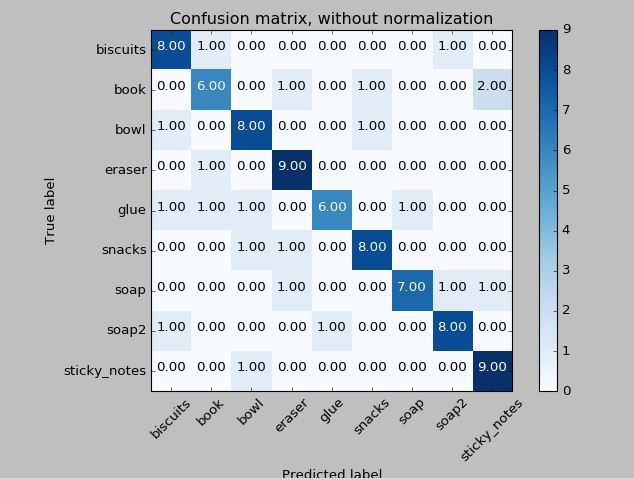 Confusion matrix, without normalization
biscuits 8.00 1.00 0.00 0.00 0.00 0.00 0.00 1.00 0.00
book 0.00 6.00 0.00 1.00 0.00 1.00 0.00 0.00 2.00
bowl 1.00 0.00 8.00 0.00 0.00 1.00 0.00 0.00 0.00
eraser 0.00 1.00 0.00 9.00 0.00 0.00 0.00 0.00 0.00
glue 1.00 1.00 1.00 0.00 6.00 0.00 1.00 0.00 0.00
snacks 0.00 0.00 1.00 1.00 0.00 8.00 0.00 0.00 0.00
soap 0.00 0.00 0.00 1.00 0.00 0.00 7.00 1.00 1.00
soap2 1.00 0.00 0.00 0.00 1.00 0.00 0.00 8.00 0.00
sticky_notes 0.00 0.00 1.00 0.00 0.00 0.00 0.00 0.00 9.00
biscuits book bowl eraser glue snacks soap soap2 sticky_notes
True label
Predicted label
9
8
7
6
5
4
3
2
1
0